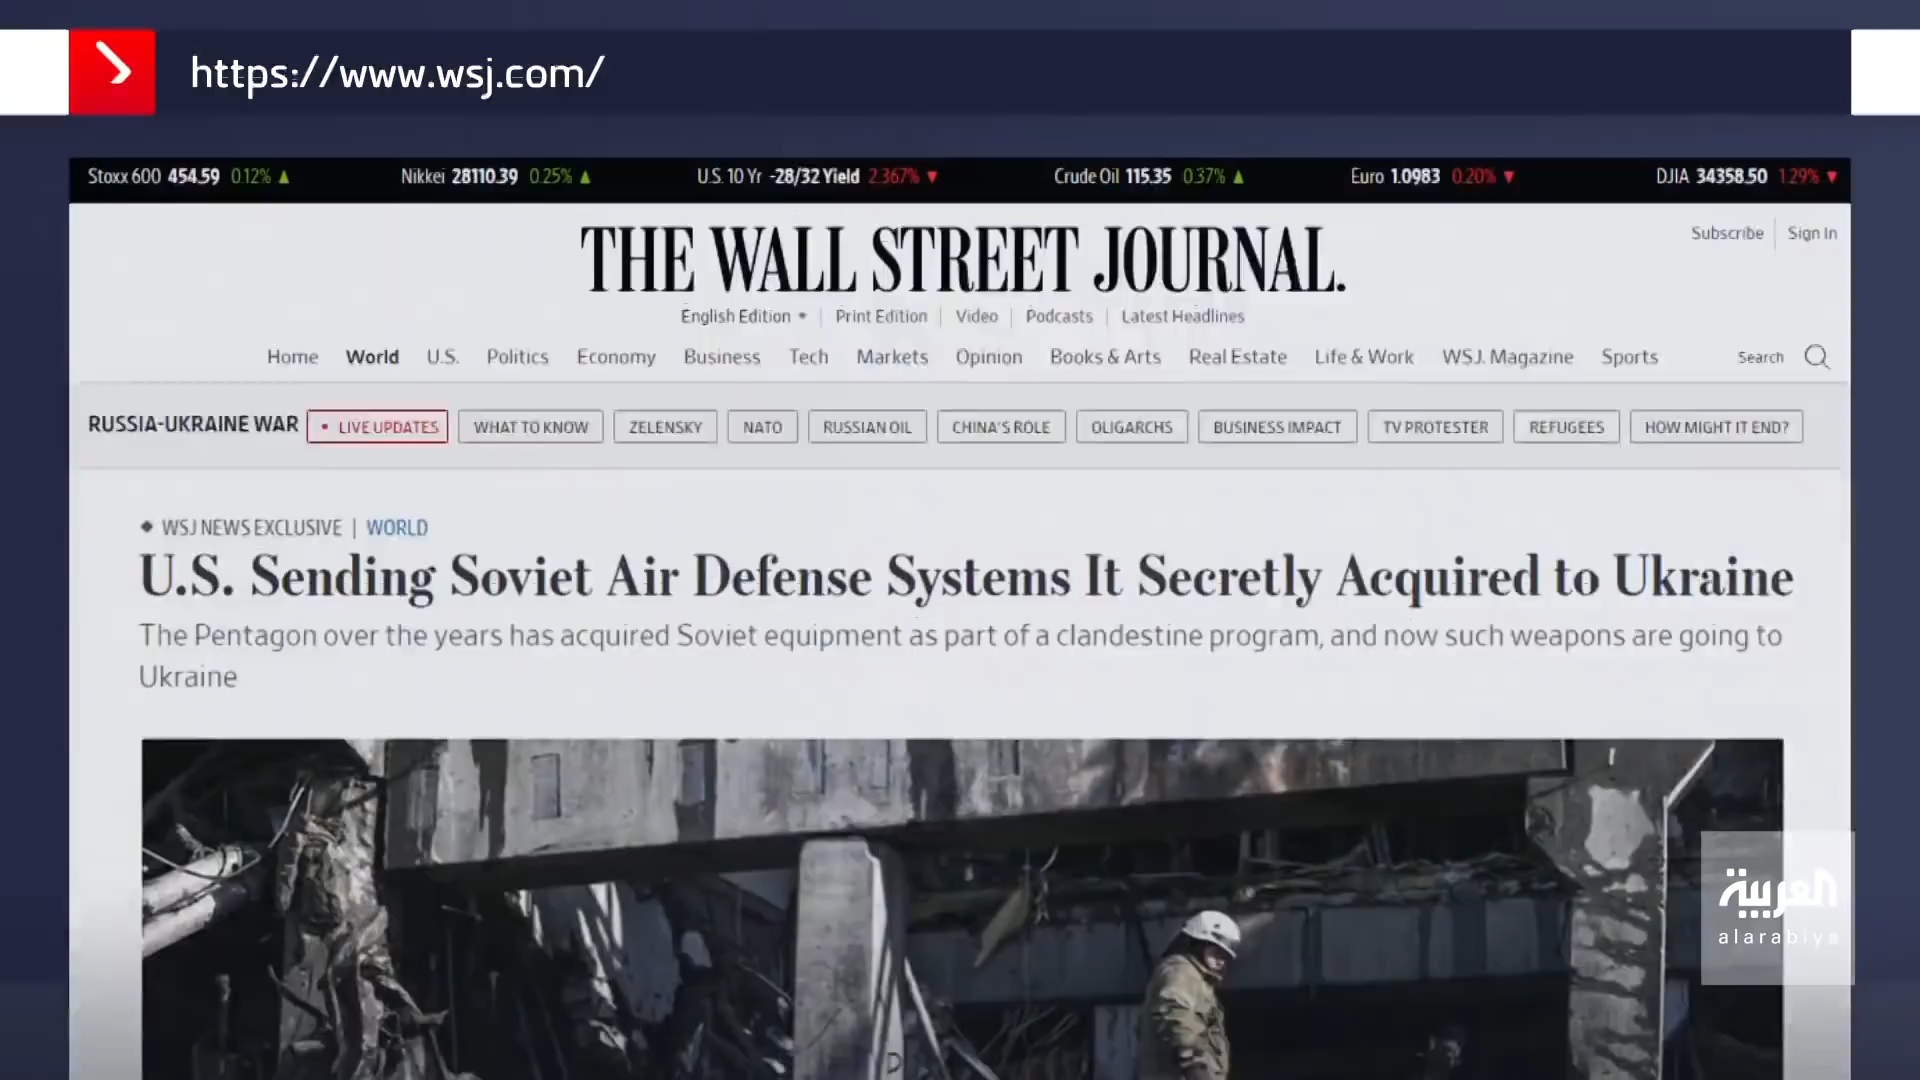 https://www.wsj.com/
Stoxx 600 454.59 0.12% ▲ Nikkei 28110.39 0.25% ▲ U.S. 10 Yr -28/32 Yield 2.367% ▼ Crude Oil 115.35 0.37% ▲ Euro 1.0983 0.20% ▼ DJIA 34358.50 1.29% ▼
Subscribe | Sign In
THE WALL STREET JOURNAL.
English Edition | Print Edition | Video | Podcasts | Latest Headlines
Home World U.S. Politics Economy Business Tech Markets Opinion Books & Arts Real Estate Life & Work WSJ. Magazine Sports Search
RUSSIA-UKRAINE WAR • LIVE UPDATES WHAT TO KNOW ZELENSKY NATO RUSSIAN OIL CHINA'S ROLE OLIGARCHS BUSINESS IMPACT TV PROTESTER REFUGEES HOW MIGHT IT END?
◆ WSJ NEWS EXCLUSIVE | WORLD
U.S. Sending Soviet Air Defense Systems It Secretly Acquired to Ukraine
The Pentagon over the years has acquired Soviet equipment as part of a clandestine program, and now such weapons are going to
Ukraine
العربية
alarabiya